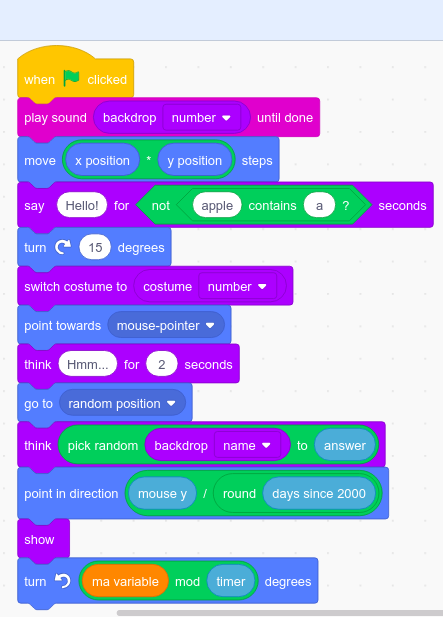 when clicked
play sound backdrop number until done
move x position * y position steps
say Hello! for not apple contains a ? seconds
turn 15 degrees
switch costume to costume number
point towards mouse-pointer
think Hmm... for 2 seconds
go to random position
think pick random backdrop name to answer
point in direction mouse y / round days since 2000
show
turn ma variable mod timer degrees